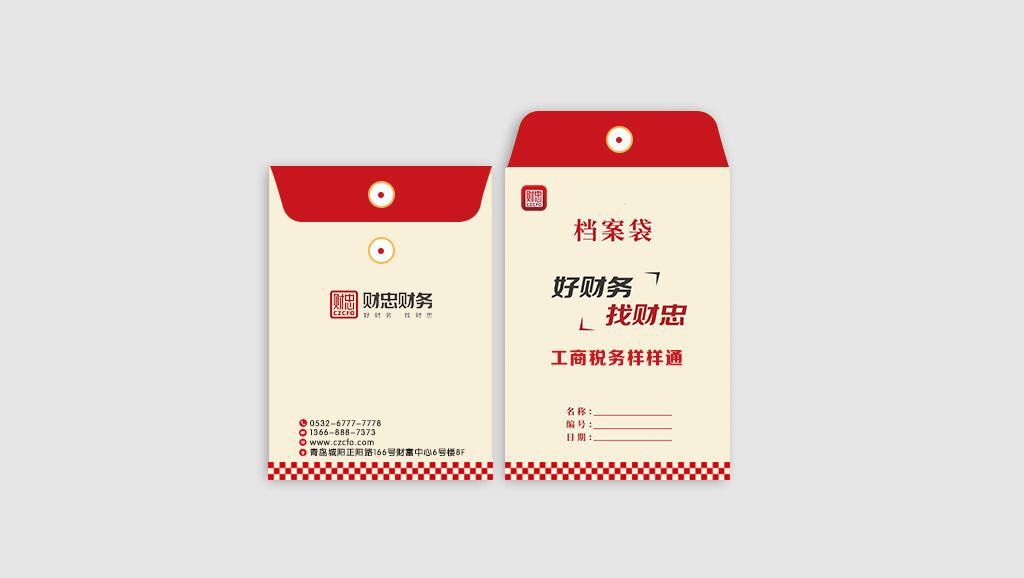 财忠
CZCFO
财忠财务
好财务 找财忠
0532-6777-7778
1366-888-7373
www.czcfo.com
青岛城阳正阳路166号财富中心6号楼8F
财忠
CZCFO
档案袋
好财务
找财忠
工商税务样样通
名称:
编号:
日期: